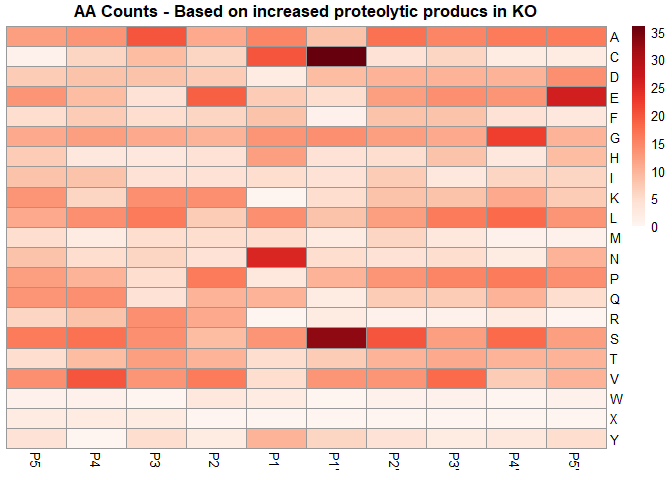 AA Counts - Based on increased proteolytic producs in KO
A
C
D
E
F
G
H
I
K
L
M
N
P
Q
R
S
T
V
W
X
Y
P5
P4
P3
P2
P1
P1'
P2'
P3'
P4'
P5'
35
30
25
20
15
10
5
0